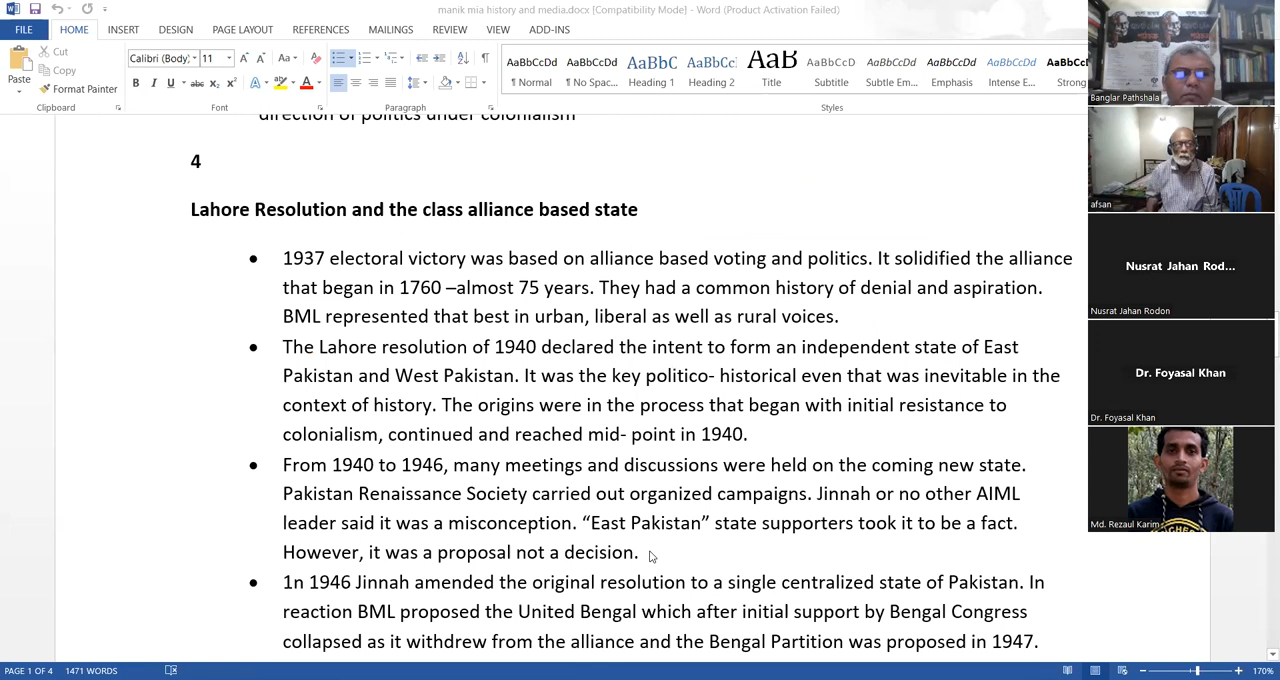 manik mia history and media.docx [Compatibility Mode] - Word (Product Activation Failed)
FILE HOME INSERT DESIGN PAGE LAYOUT REFERENCES MAILINGS REVIEW VIEW ADD-INS
Paste
Cut
Copy
Format Painter
Clipboard
Calibri (Body) 11
Font
Paragraph
AaBbCcDd AaBbCcDd AaBbC AaBbCc AaB AaBbCcD AaBbCcDd AaBbCcDd AaBbCcDd AaBbCc
¶ Normal ¶ No Spac... Heading 1 Heading 2 Title Subtitle Subtle Em... Emphasis Intense E... Strong
Styles
direction of politics under colonialism
4
Lahore Resolution and the class alliance based state
• 1937 electoral victory was based on alliance based voting and politics. It solidified the alliance
that began in 1760 –almost 75 years. They had a common history of denial and aspiration.
BML represented that best in urban, liberal as well as rural voices.
• The Lahore resolution of 1940 declared the intent to form an independent state of East
Pakistan and West Pakistan. It was the key politico- historical even that was inevitable in the
context of history. The origins were in the process that began with initial resistance to
colonialism, continued and reached mid- point in 1940.
• From 1940 to 1946, many meetings and discussions were held on the coming new state.
Pakistan Renaissance Society carried out organized campaigns. Jinnah or no other AIML
leader said it was a misconception. “East Pakistan” state supporters took it to be a fact.
However, it was a proposal not a decision.
• 1n 1946 Jinnah amended the original resolution to a single centralized state of Pakistan. In
reaction BML proposed the United Bengal which after initial support by Bengal Congress
collapsed as it withdrew from the alliance and the Bengal Partition was proposed in 1947.
PAGE 1 OF 4 1471 WORDS
170%
Banglar Pathshala
afsan
Nusrat Jahan Rod...
Nusrat Jahan Rodon
Dr. Foyasal Khan
Dr. Foyasal Khan
Md. Rezaul Karim